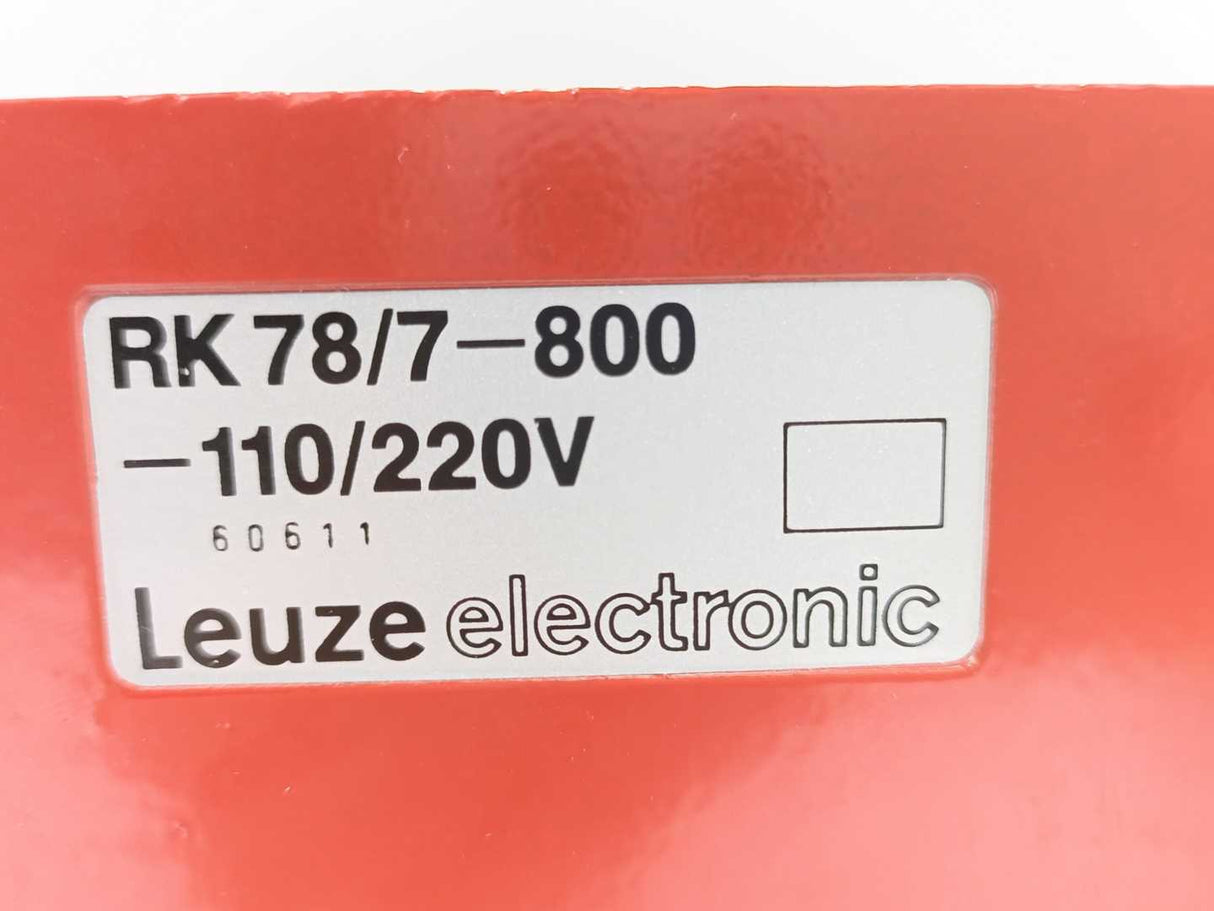 RK 78/7-800
-110/220V
60611
Leuze electronic